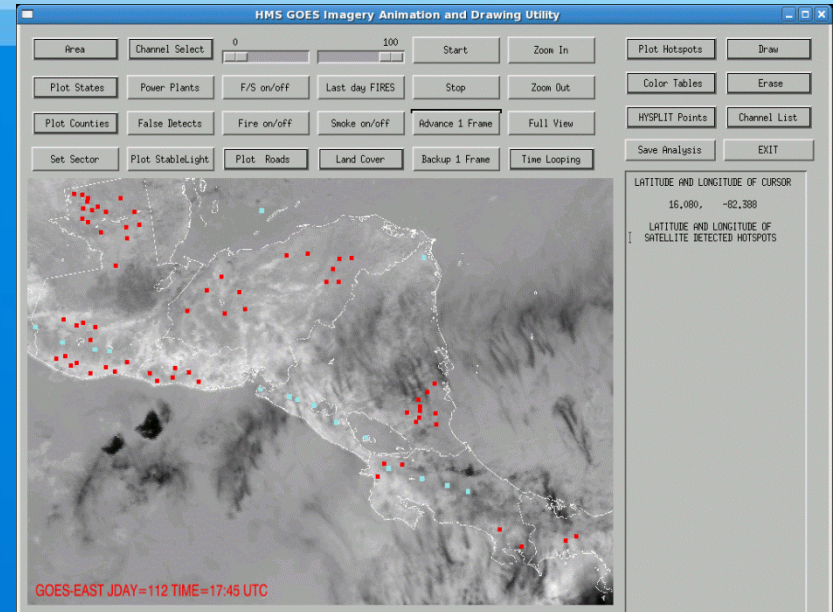 HMS GOES Imagery Animation and Drawing Utility
Area
Channel Select
0
100
Start
Zoom In
Plot Hotspots
Draw
Plot States
Power Plants
F/S on/off
Last day FIRES
Stop
Zoom Out
Color Tables
Erase
Plot Counties
False Detects
Fire on/off
Smoke on/off
Advance 1 Frame
Full View
HYSPLIT Points
Channel List
Set Sector
Plot StableLight
Plot Roads
Land Cover
Backup 1 Frame
Time Looping
Save Analysis
EXIT
LATITUDE AND LONGITUDE OF CURSOR
16.080, -82.388
LATITUDE AND LONGITUDE OF
SATELLITE DETECTED HOTSPOTS
GOES-EAST JDAY=112 TIME=17:45 UTC